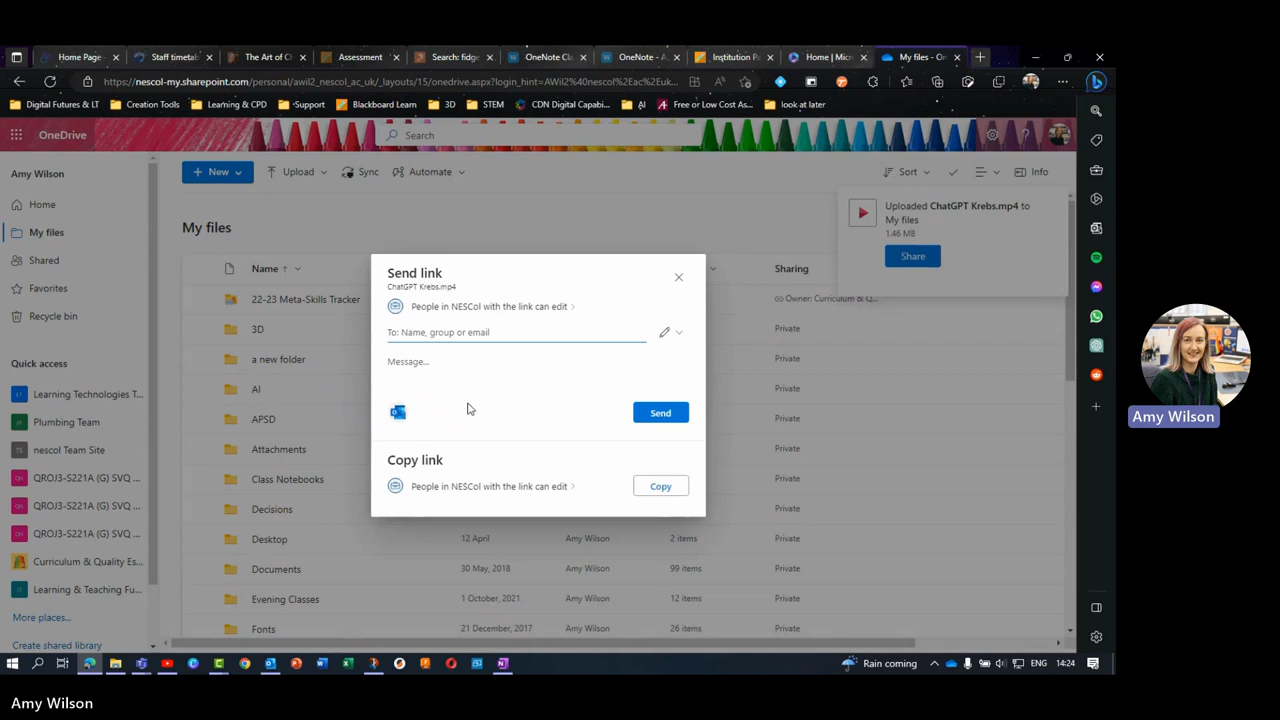 Home Page
Staff timetab
The Art of Ch
Assessment
Search: fidge
OneNote Cla
OneNote - A
Institution Pa
Home | Micr
My files - On
https://nescol-my.sharepoint.com/personal/awil2_nescol_ac_uk/_layouts/15/onedrive.aspx?login_hint=AWil2%40nescol%2Eac%2Euk...
Digital Futures & LT
Creation Tools
Learning & CPD
Support
Blackboard Learn
3D
STEM
CDN Digital Capabi...
AI
Free or Low Cost As...
look at later
OneDrive
Search
Amy Wilson
New
Upload
Sync
Automate
Sort
Info
Home
My files
Shared
Favorites
Recycle bin
Quick access
Learning Technologies T...
Plumbing Team
nescol Team Site
QROJ3-S221A (G) SVQ ...
QROJ3-S221A (G) SVQ ...
QROJ3-S221A (G) SVQ ...
Curriculum & Quality Es...
Learning & Teaching Fu...
More places...
Create shared library
My files
Uploaded ChatGPT Krebs.mp4 to
My files
1.46 MB
Share
Name
Sharing
22-23 Meta-Skills Tracker
Owner: Curriculum & Q...
3D
Private
a new folder
Private
AI
Private
APSD
Private
Attachments
Private
Class Notebooks
Private
Decisions
Private
Desktop
12 April
Amy Wilson
2 items
Private
Documents
30 May, 2018
Amy Wilson
99 items
Private
Evening Classes
1 October, 2021
Amy Wilson
12 items
Private
Fonts
21 December, 2017
Amy Wilson
26 items
Private
Send link
ChatGPT Krebs.mp4
People in NESCol with the link can edit
To: Name, group or email
Message...
Send
Copy link
People in NESCol with the link can edit
Copy
Amy Wilson
Rain coming
ENG
14:24
Amy Wilson